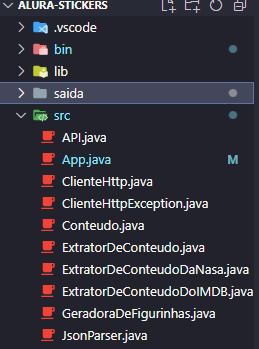 ALURA-STICKERS
.vscode
bin
lib
saida
src
API.java
App.java M
ClienteHttp.java
ClienteHttpException.java
Conteudo.java
ExtratorDeConteudo.java
ExtratorDeConteudoDaNasa.java
ExtratorDeConteudoDoIMDB.java
GeradoraDeFigurinhas.java
JsonParser.java